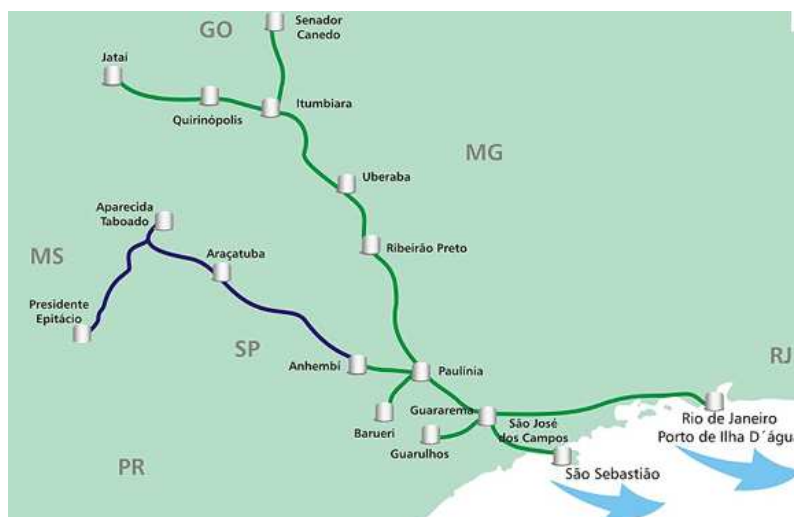 GO
Senador
Canedo
Jataí
Quirinópolis
Itumbiara
MG
Uberaba
Aparecida
Taboado
Ribeirão Preto
MS
Araçatuba
Presidente
Epitácio
SP
Anhembi
Paulínia
RJ
Guararema
Barueri
São José
dos Campos
Guarulhos
Rio de Janeiro
Porto de Ilha D´água
São Sebastião
PR